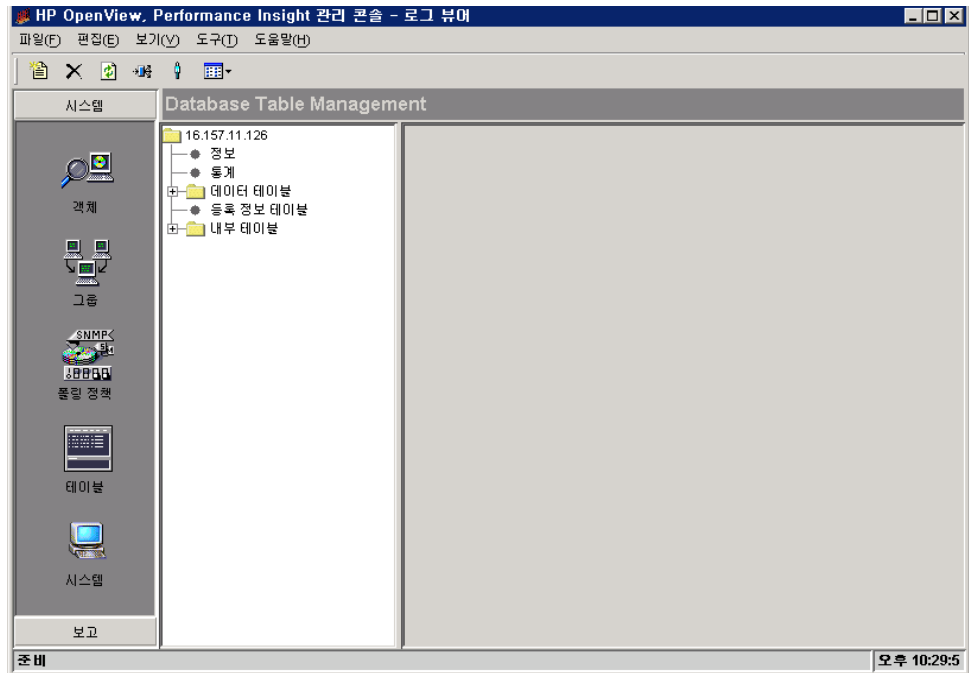 HP OpenView, Performance Insight 관리 콘솔 - 로그 뷰어
파일(F) 편집(E) 보기(V) 도구(T) 도움말(H)
시스템
Database Table Management
16.157.11.126
정보
통계
데이터 테이블
등록 정보 테이블
내부 테이블
객체
그룹
SNMP
폴링 정책
테이블
시스템
보고
준비
오후 10:29:5